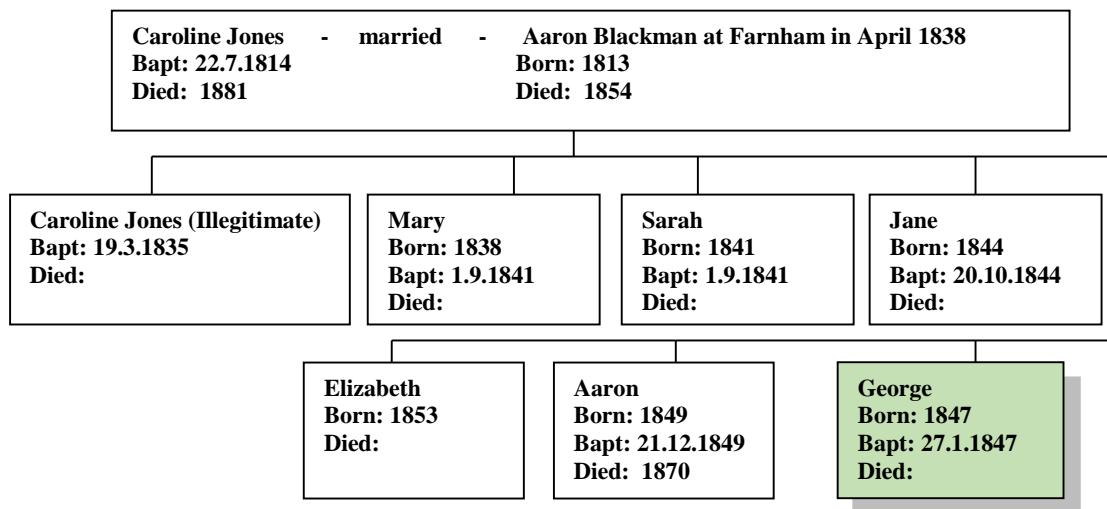 Caroline Jones - married - Aaron Blackman at Farnham in April 1838
Bapt: 22.7.1814 Born: 1813
Died: 1881 Died: 1854
Caroline Jones (Illegitimate)
Bapt: 19.3.1835
Died:
Mary
Born: 1838
Bapt: 1.9.1841
Died:
Sarah
Born: 1841
Bapt: 1.9.1841
Died:
Jane
Born: 1844
Bapt: 20.10.1844
Died:
Elizabeth
Born: 1853
Died:
Aaron
Born: 1849
Bapt: 21.12.1849
Died: 1870
George
Born: 1847
Bapt: 27.1.1847
Died: